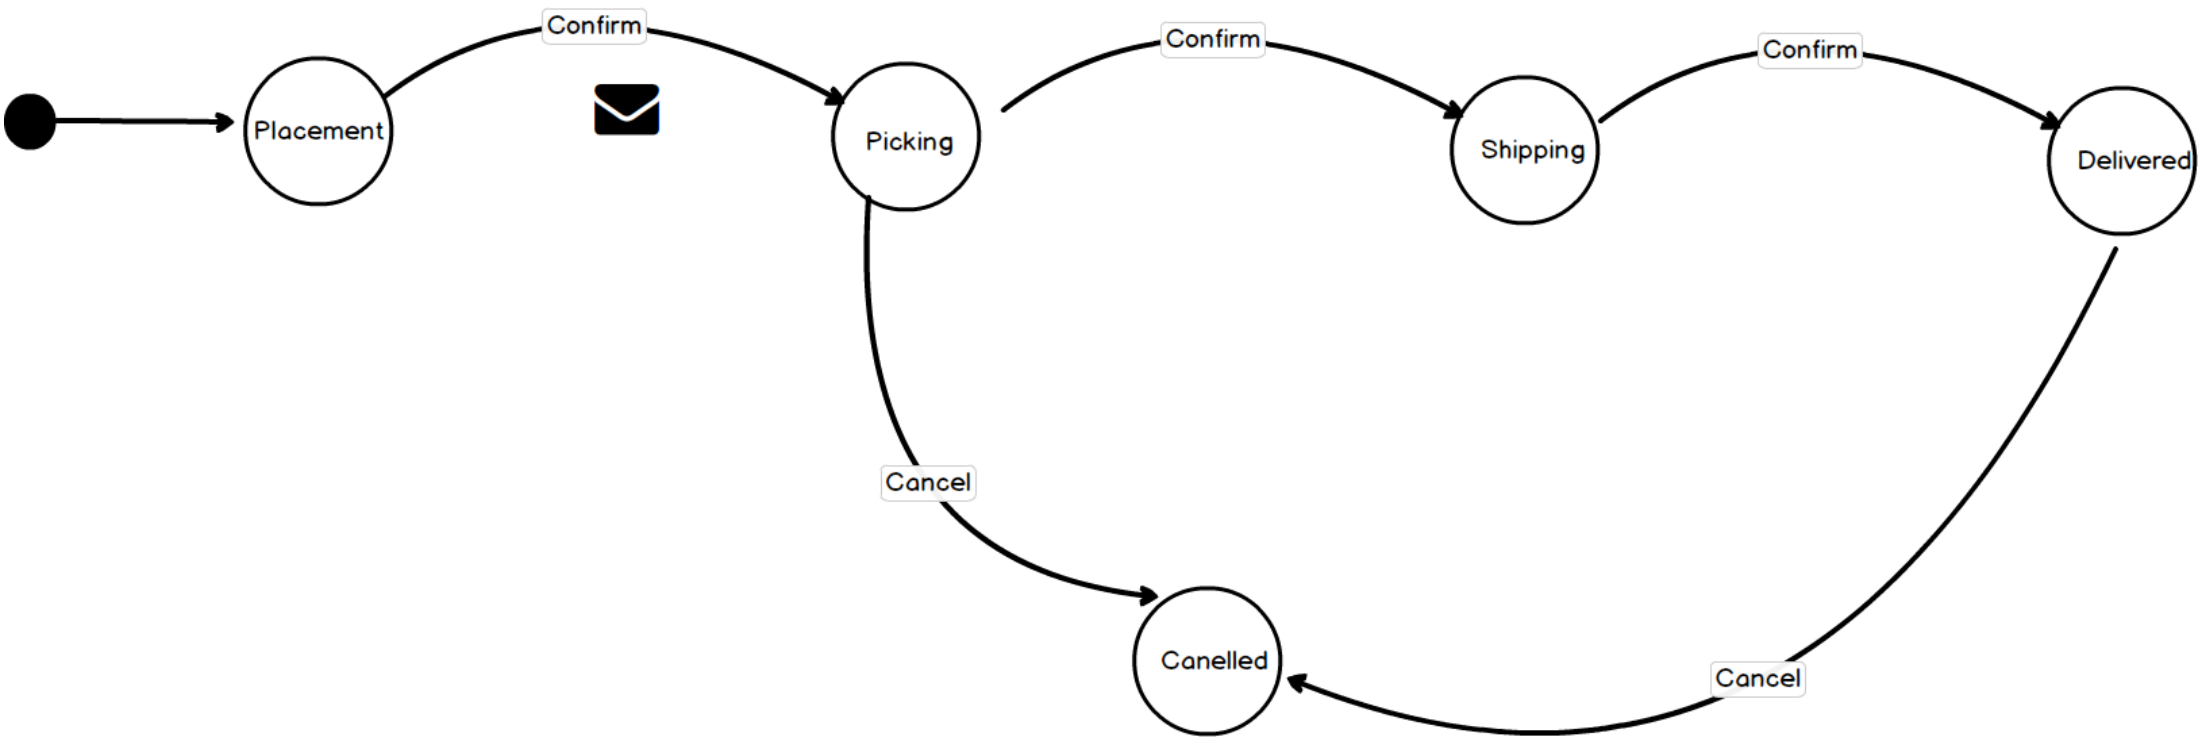 Confirm
Confirm
Confirm
Placement
Picking
Shipping
Delivered
Cancel
Canelled
Cancel